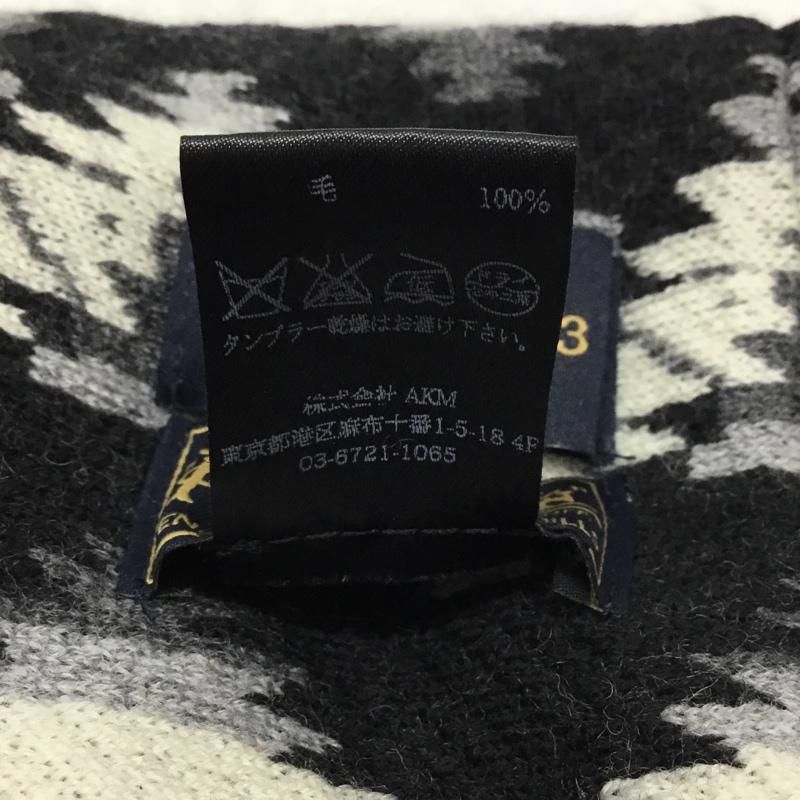 毛 100%
タンブラー乾燥はお避け下さい。
3
株式会社 AKM
東京都港区麻布十番1-5-18 4F
03-6721-1065